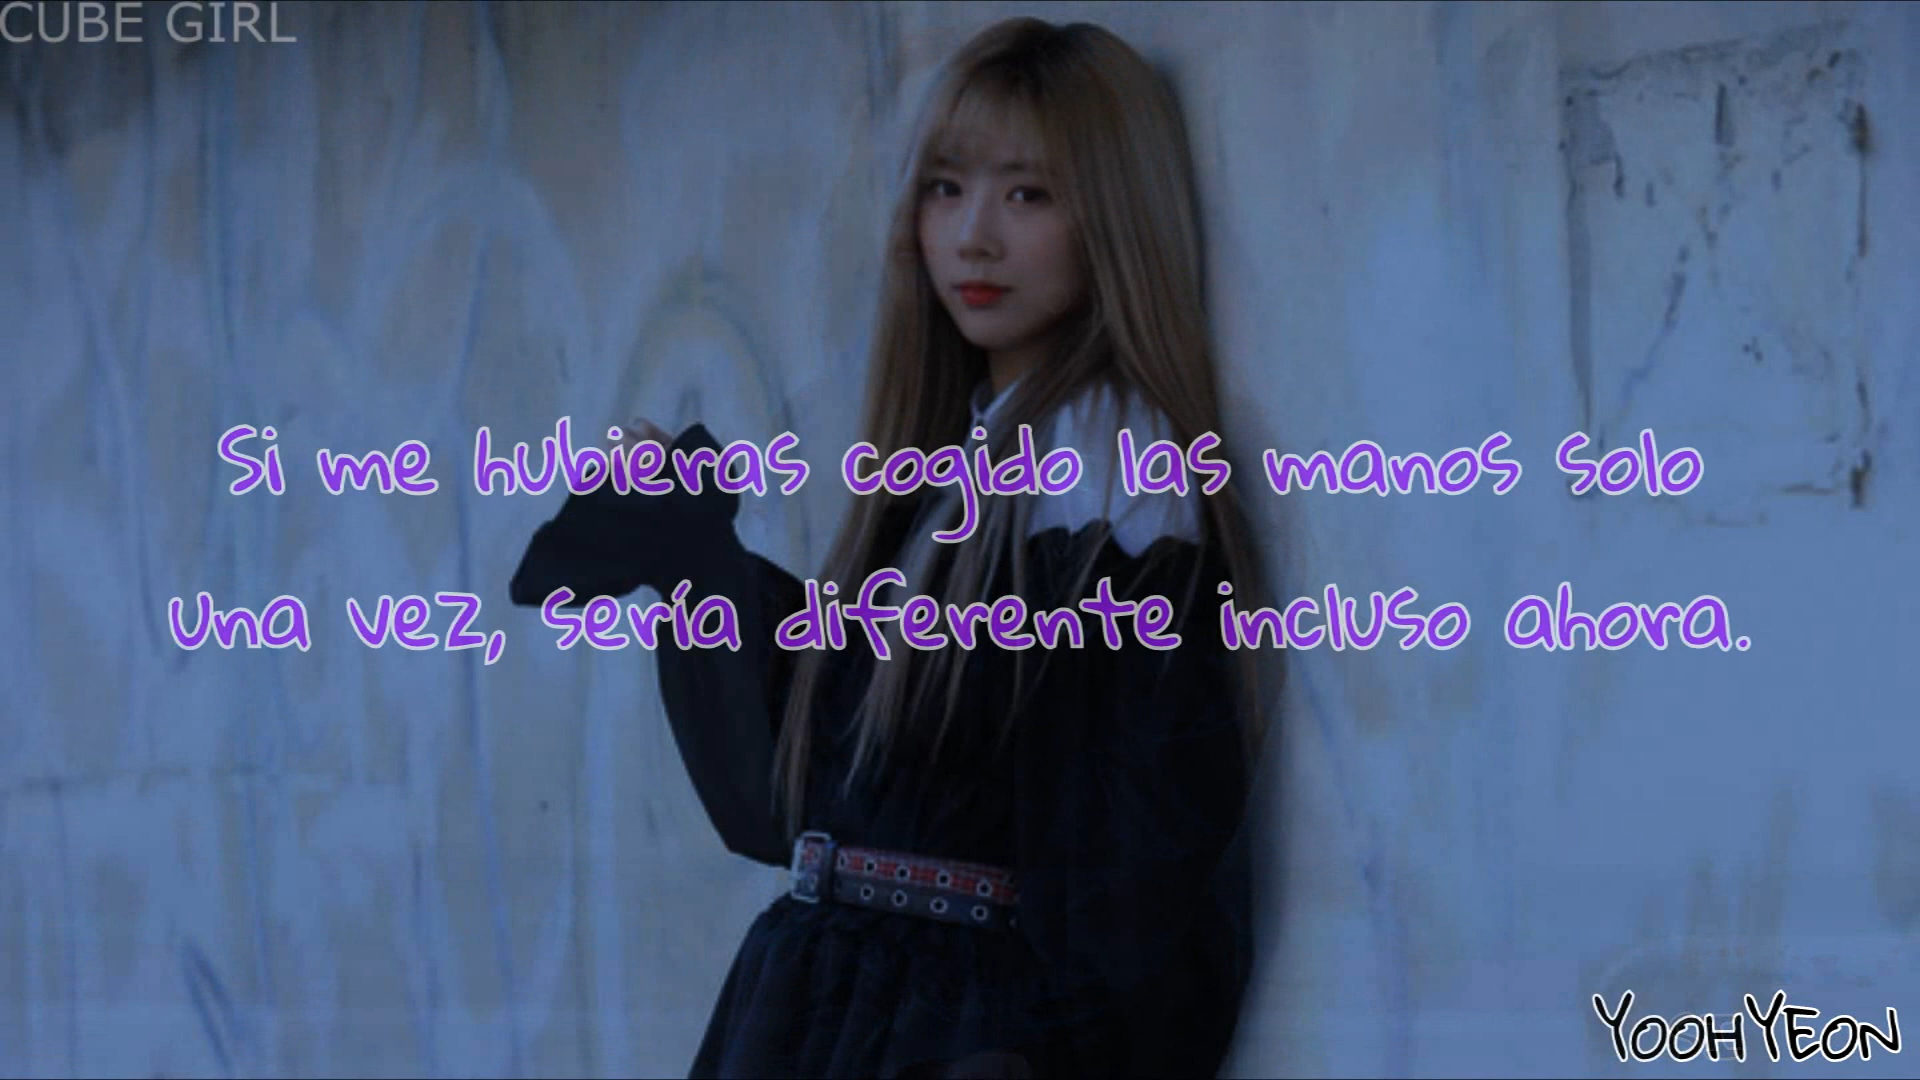 CUBE GIRL
Si me hubieras cogido las manos solo
una vez, sería diferente incluso ahora.
YOOHYEON